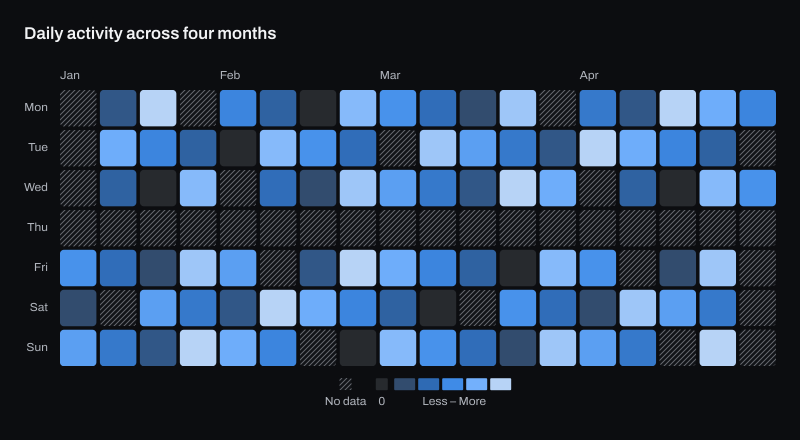 Daily activity across four months
Jan Feb Mar Apr
Mon
Tue
Wed
Thu
Fri
Sat
Sun
No data 0 Less – More